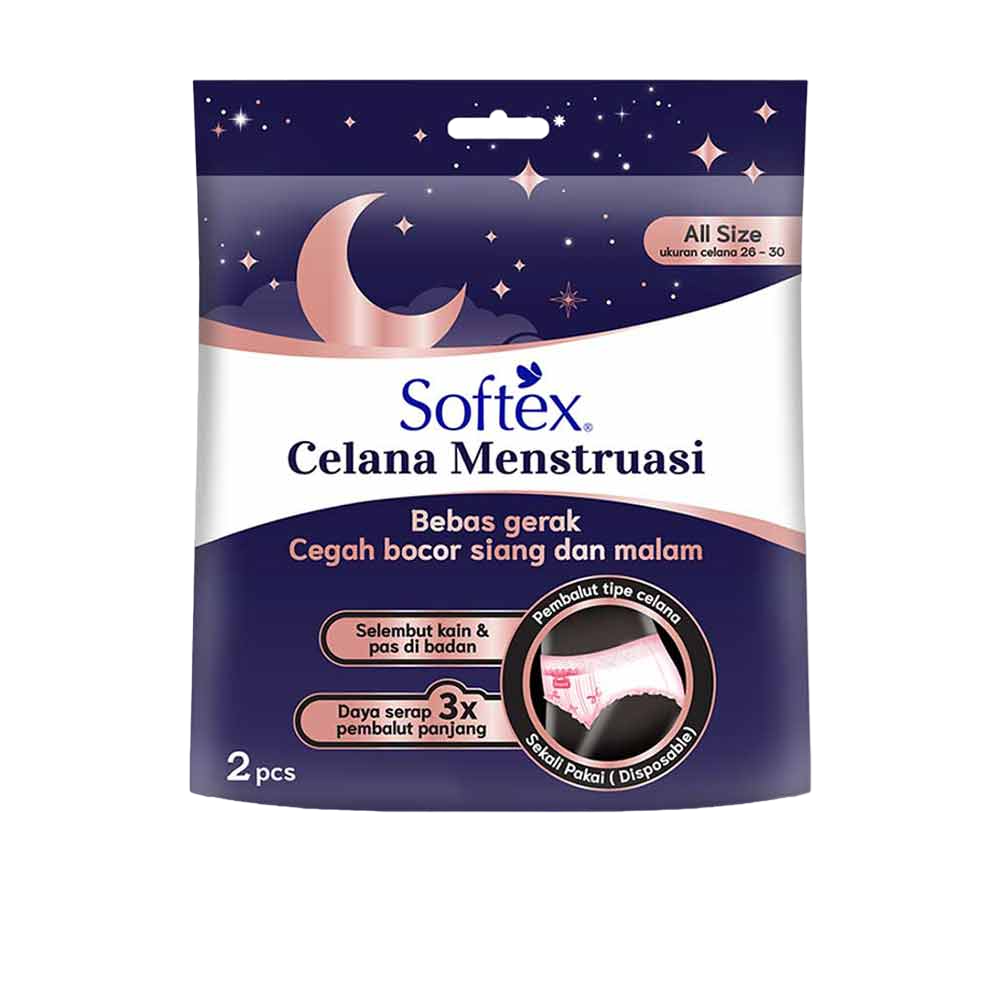 All Size
ukuran celana 26 - 30
Softex®
Celana Menstruasi
Bebas gerak
Cegah bocor siang dan malam
Selembut kain &
pas di badan
Daya serap 3x
pembalut panjang
Pembalut tipe celana
Sekali Pakai ( Disposable)
2 pcs